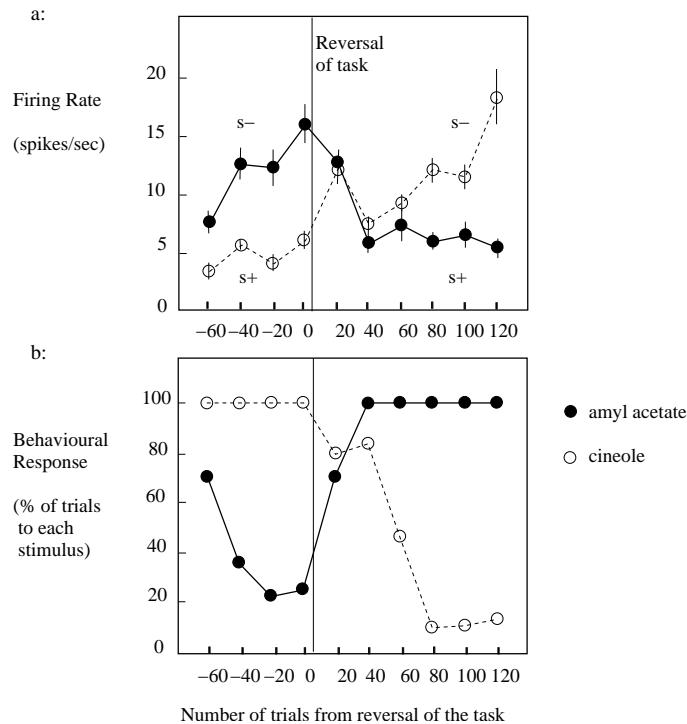 a:
Reversal
of task
Firing Rate
(spikes/sec)
20
15
10
5
0
s−
s−
s+
s+
−60 −40 −20 0 20 40 60 80 100 120
b:
Behavioural
Response
(% of trials
to each
stimulus)
100
80
60
40
20
0
amyl acetate
cineole
−60 −40 −20 0 20 40 60 80 100 120
Number of trials from reversal of the task